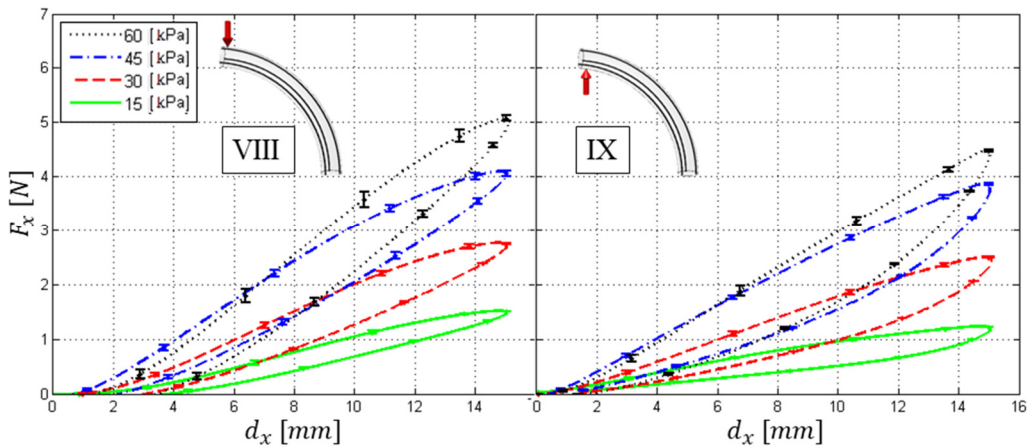 7
6
5
4
3
2
1
0
F_x [N]
60 [kPa]
45 [kPa]
30 [kPa]
15 [kPa]
VIII
IX
0 2 4 6 8 10 12 14
0 2 4 6 8 10 12 14 16
d_x [mm]
d_x [mm]